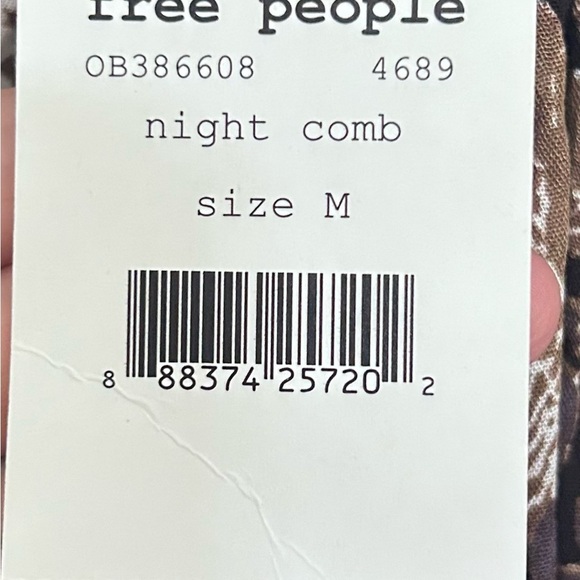 free people
OB386608 4689
night comb
size M
8 88374 25720 2